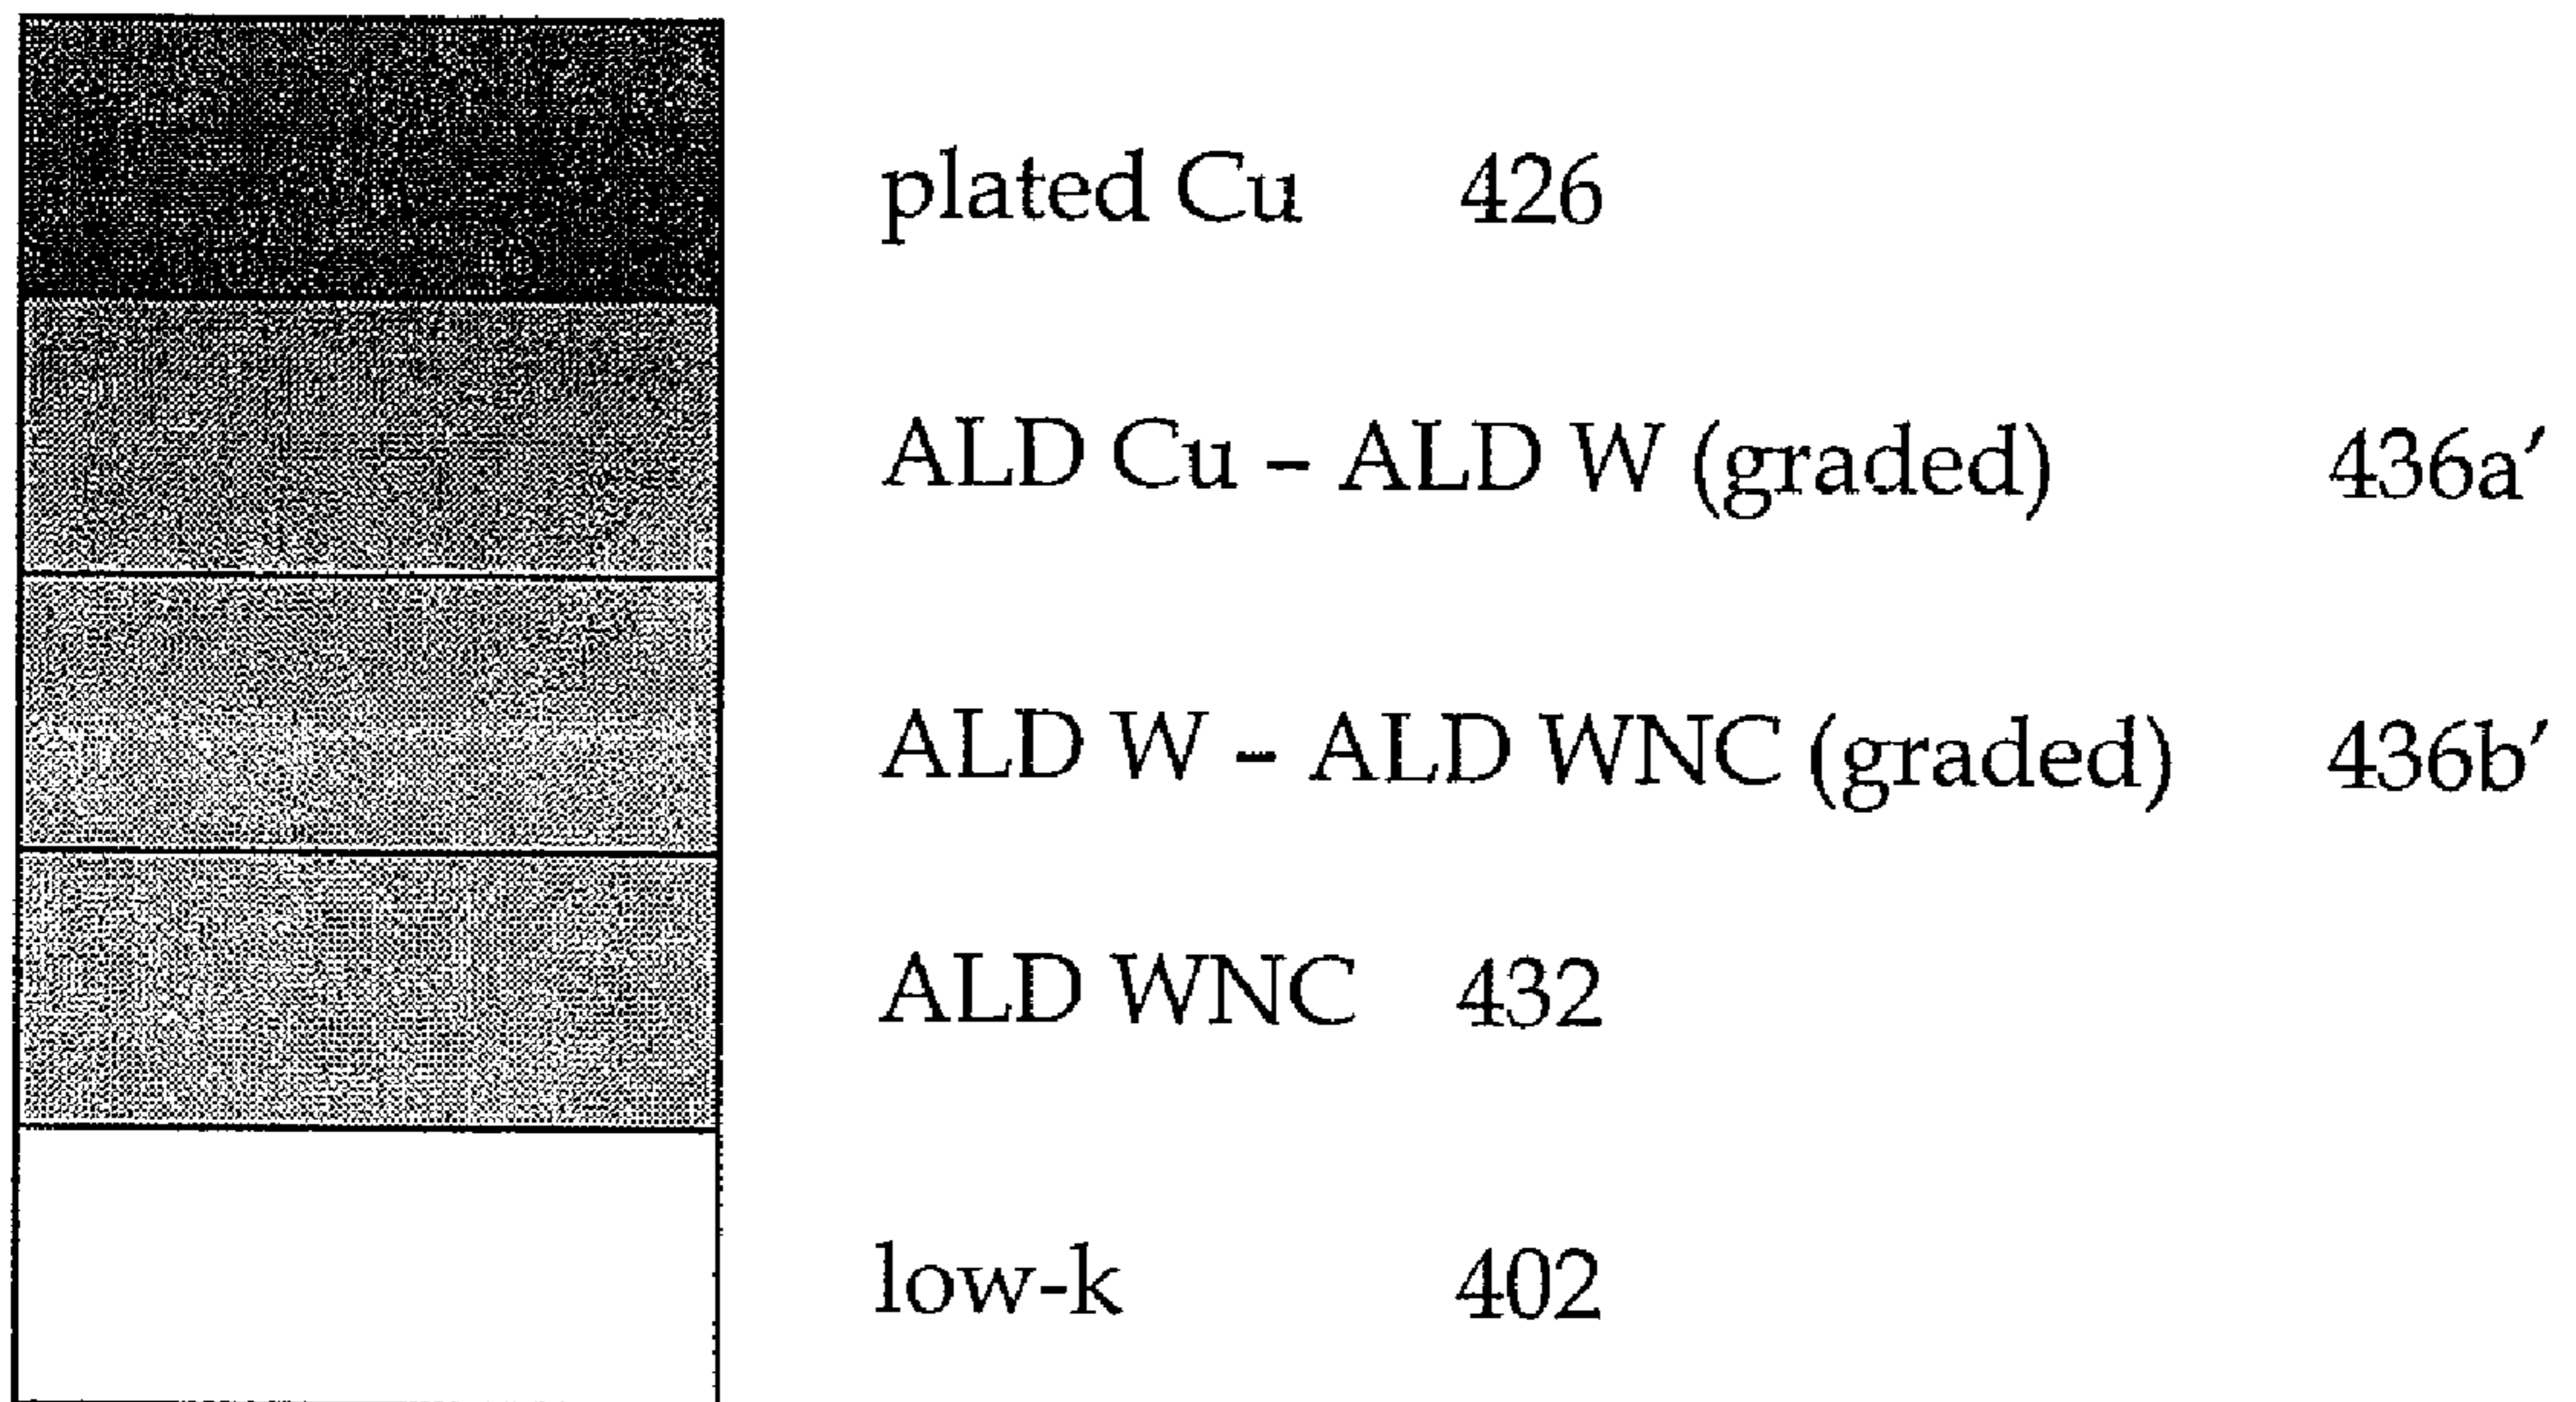 plated Cu 426
ALD Cu – ALD W (graded) 436a′
ALD W – ALD WNC (graded) 436b′
ALD WNC 432
low-k 402